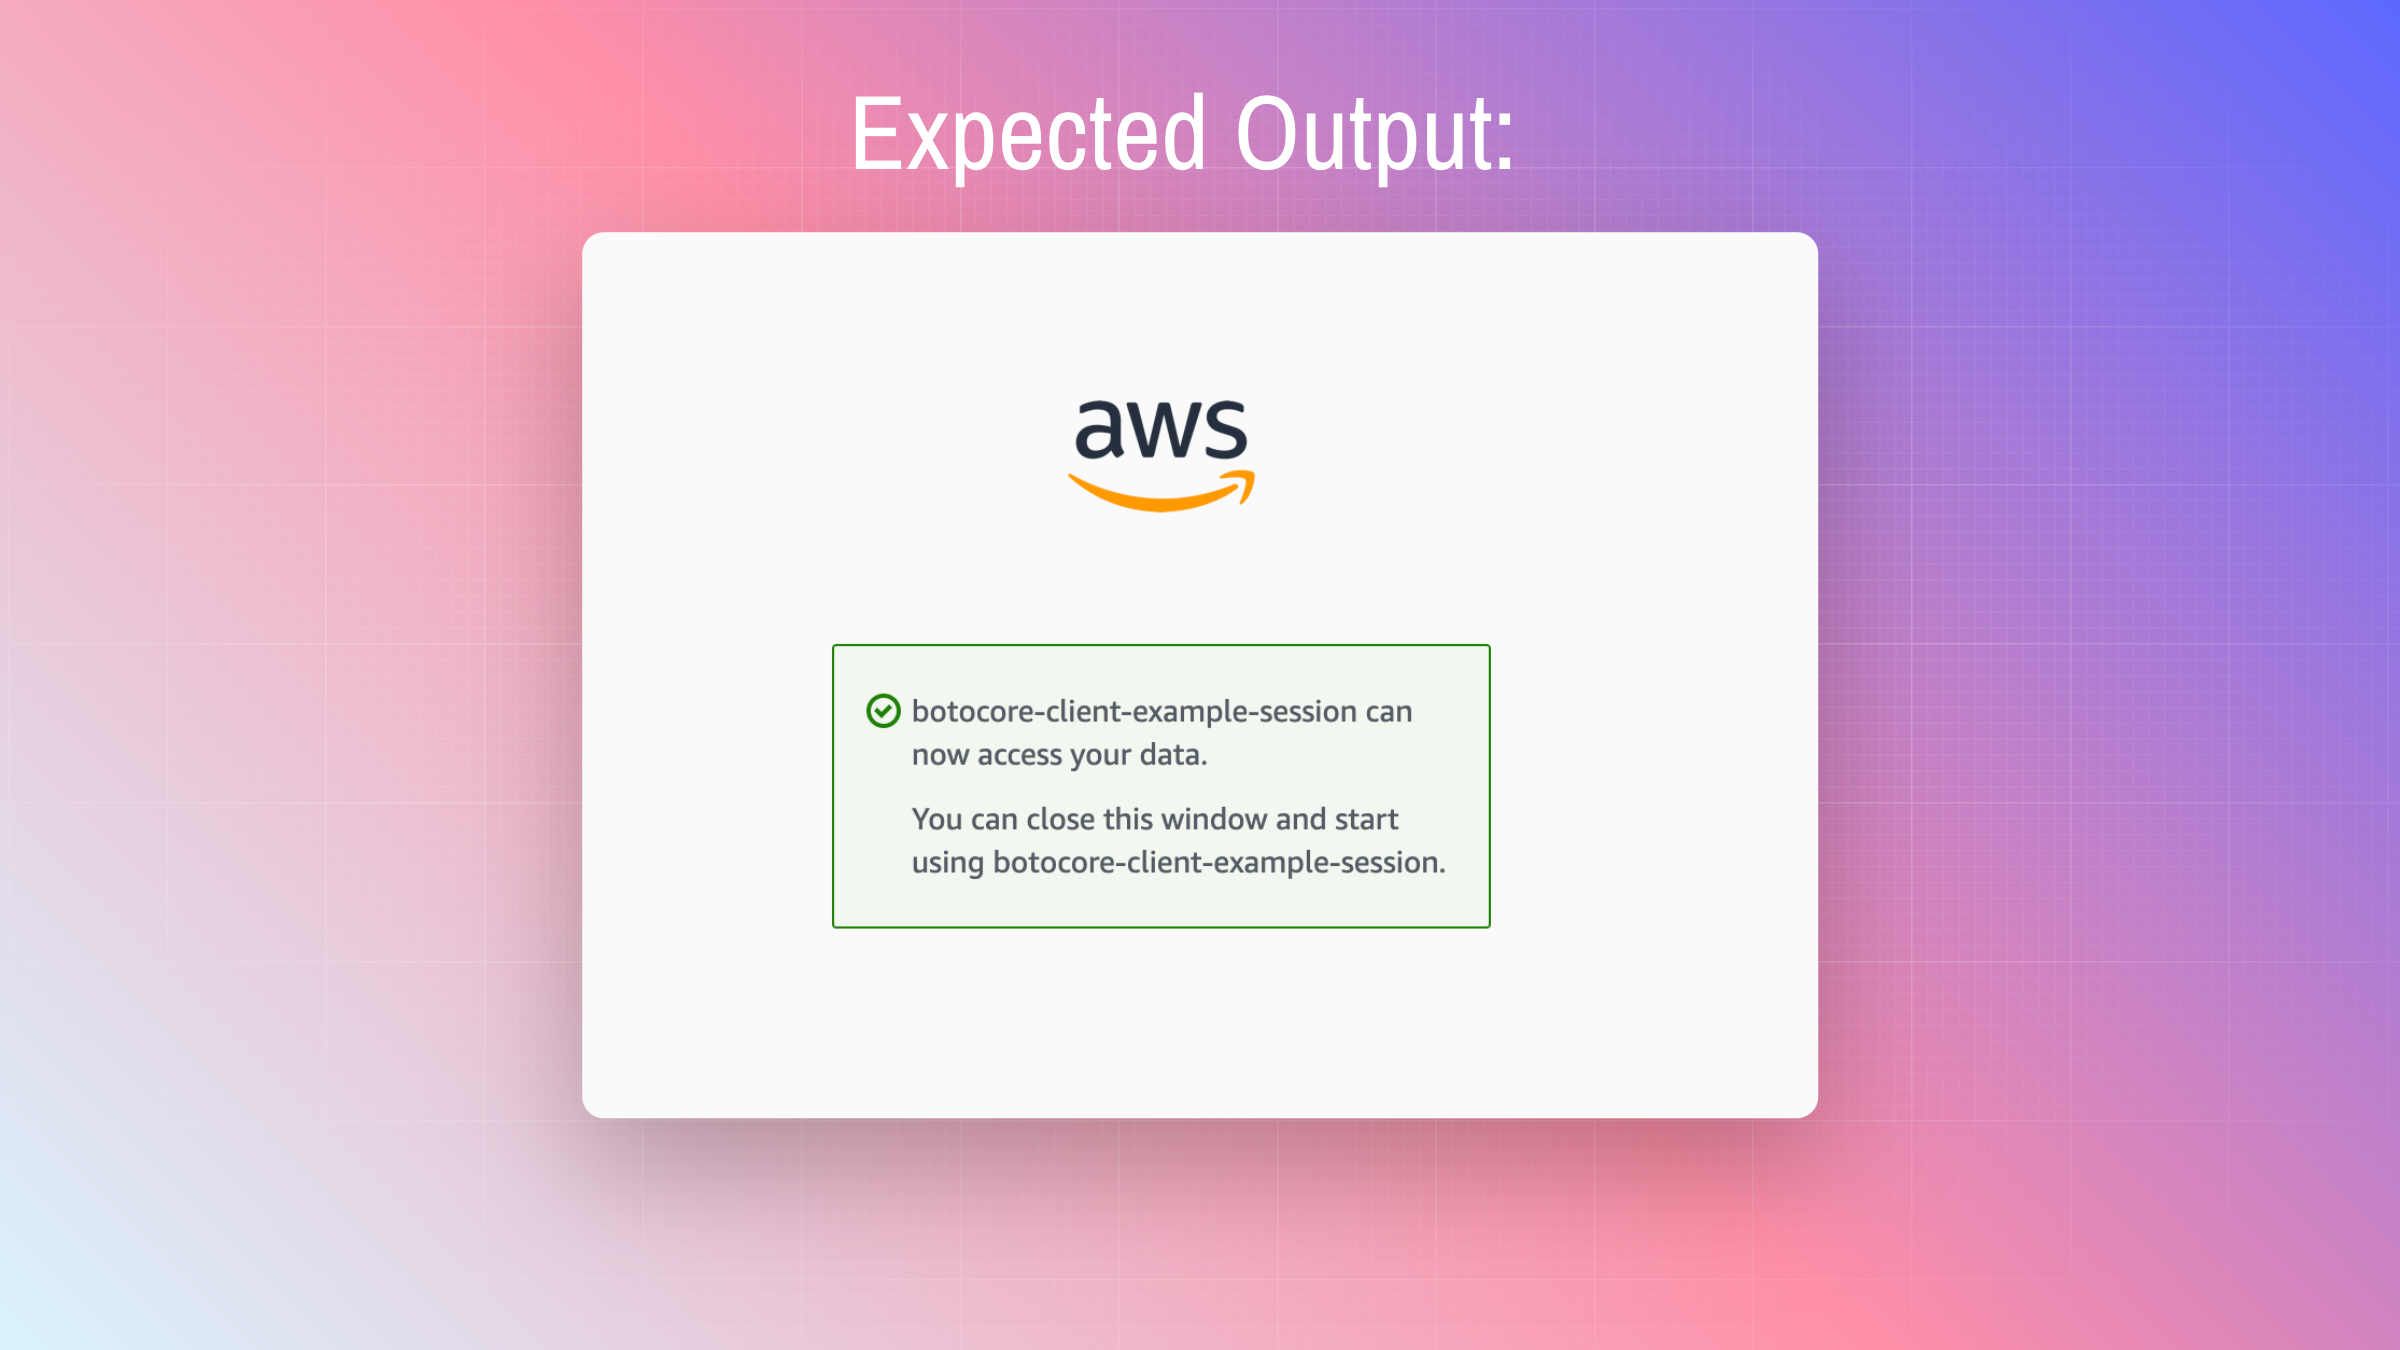 Expected Output:
aws
botocore-client-example-session can
now access your data.
You can close this window and start
using botocore-client-example-session.